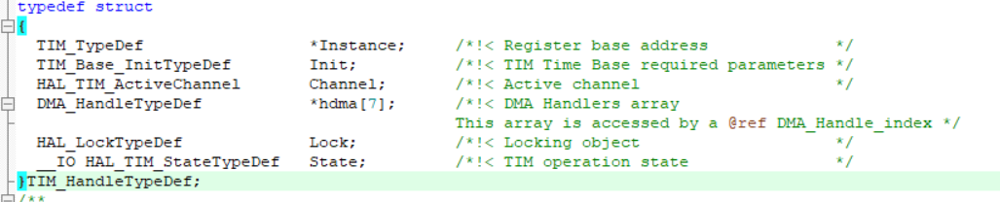 typedef struct
{
  TIM_TypeDef                 *Instance;     /*!< Register base address             */
  TIM_Base_InitTypeDef        Init;          /*!< TIM Time Base required parameters */
  HAL_TIM_ActiveChannel       Channel;       /*!< Active channel                    */
  DMA_HandleTypeDef           *hdma[7];      /*!< DMA Handlers array
                                             This array is accessed by a @ref DMA_Handle_index */
  HAL_LockTypeDef             Lock;          /*!< Locking object                    */
  __IO HAL_TIM_StateTypeDef   State;         /*!< TIM operation state               */
}TIM_HandleTypeDef;
/**